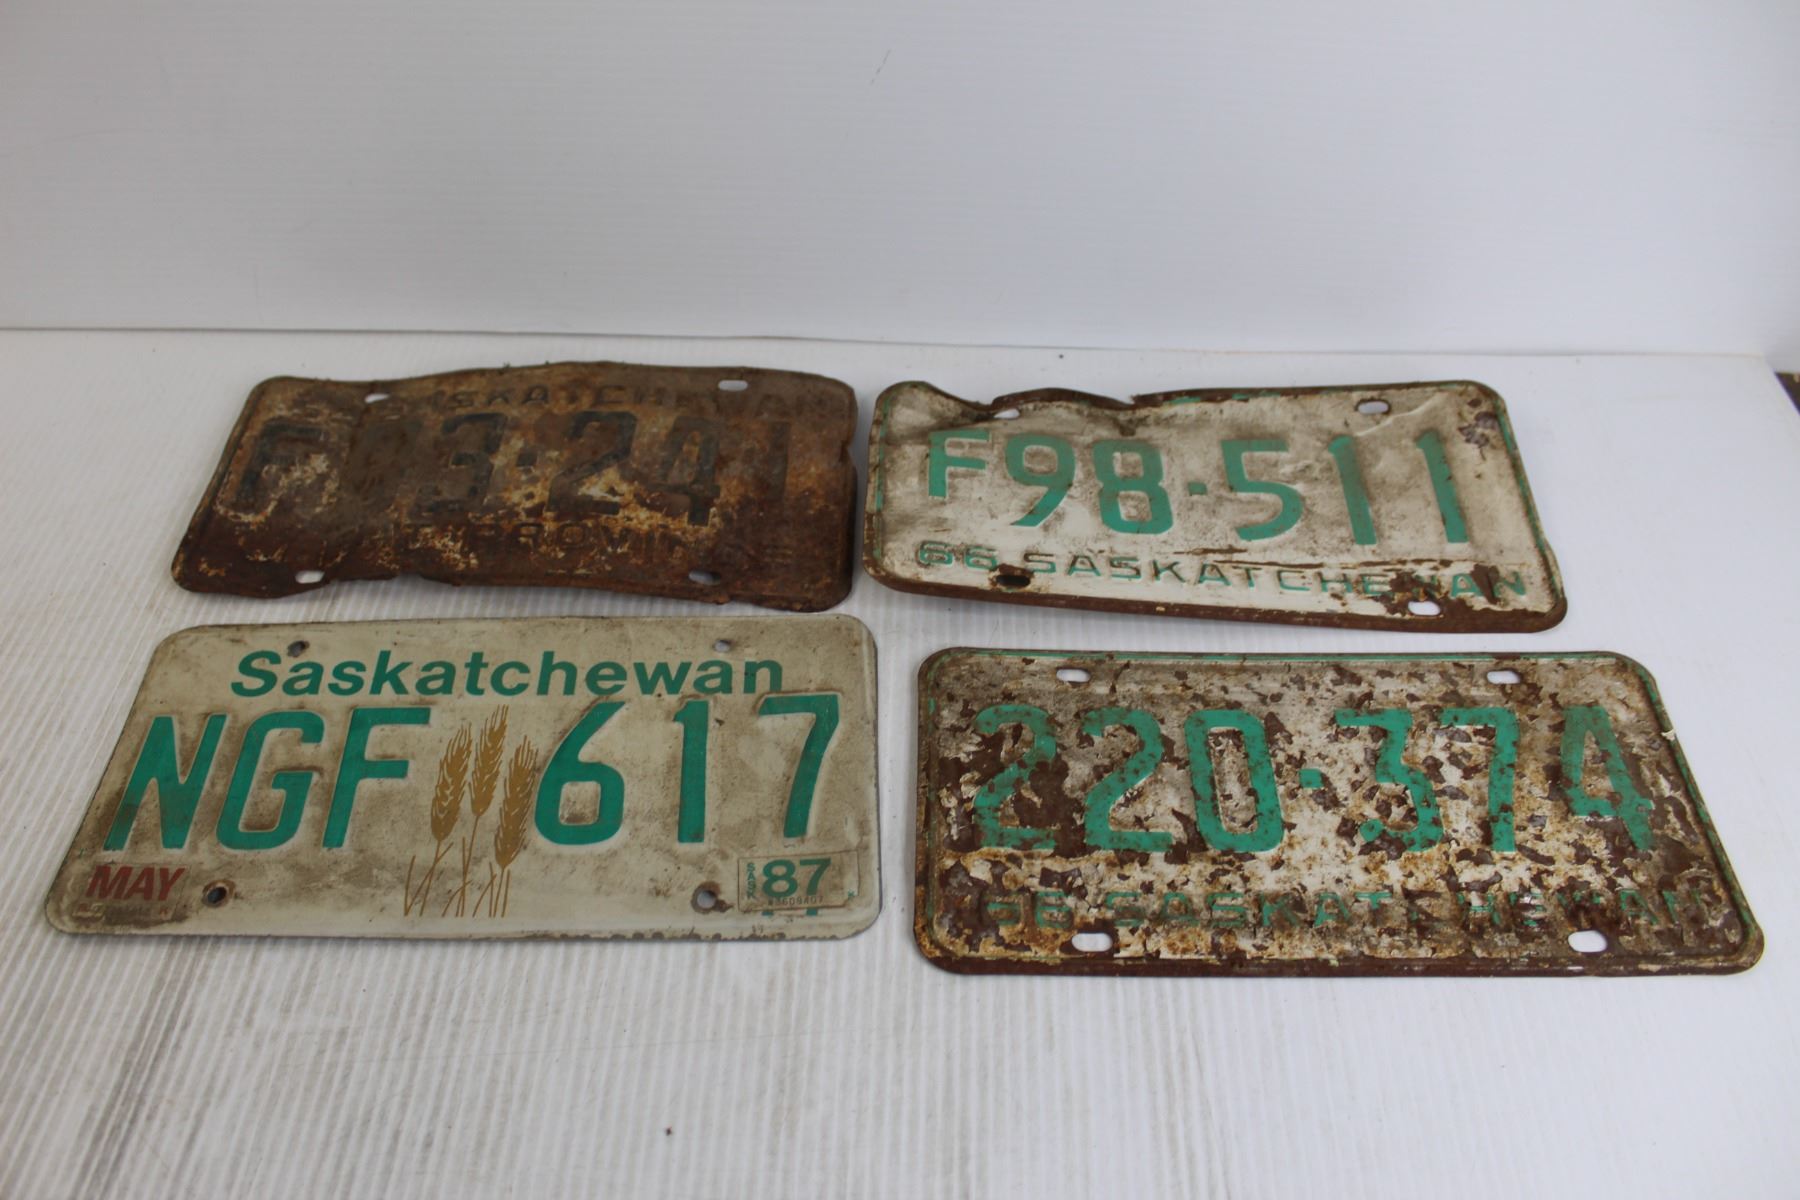 SASKATCHEWAN
3·241
PROVINCE
F98·511
66 SASKATCHEWAN
Saskatchewan
NGF 617
MAY
SASK 87
220·374
66 SASKATCHEWAN